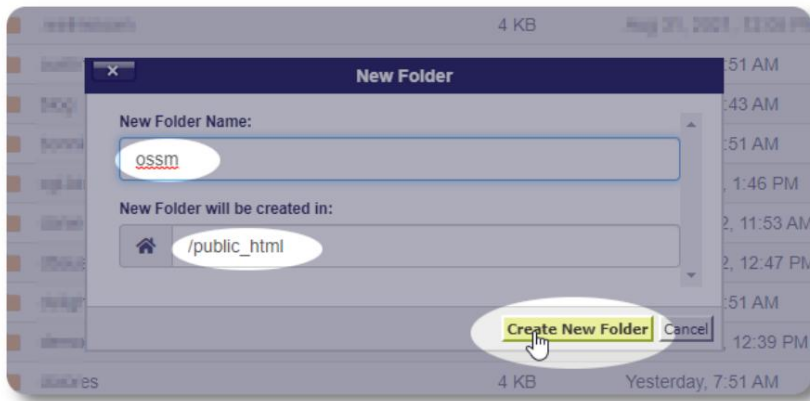 4 KB
:51 AM
New Folder
:43 AM
New Folder Name:
:51 AM
ossm
, 1:46 PM
New Folder will be created in:
2, 11:53 AM
/public_html
2, 12:47 PM
:51 AM
Create New Folder Cancel
, 12:39 PM
4 KB Yesterday, 7:51 AM